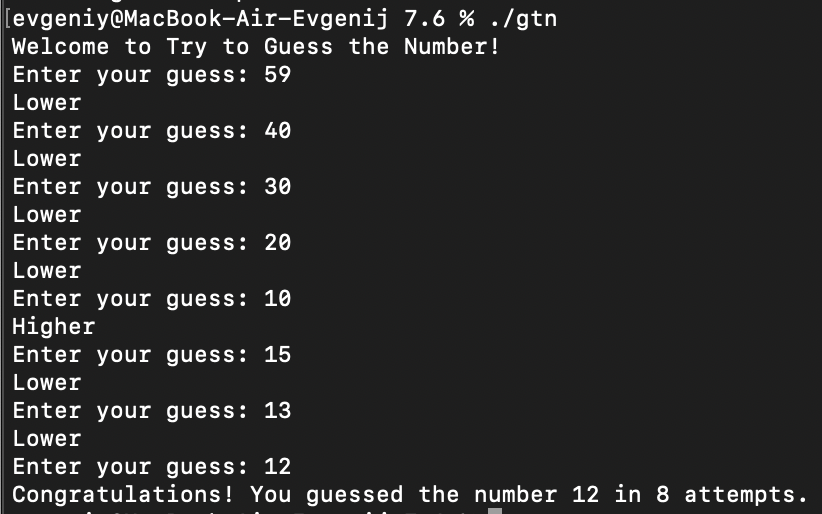 [evgeniy@MacBook-Air-Evgenij 7.6 % ./gtn
Welcome to Try to Guess the Number!
Enter your guess: 59
Lower
Enter your guess: 40
Lower
Enter your guess: 30
Lower
Enter your guess: 20
Lower
Enter your guess: 10
Higher
Enter your guess: 15
Lower
Enter your guess: 13
Lower
Enter your guess: 12
Congratulations! You guessed the number 12 in 8 attempts.